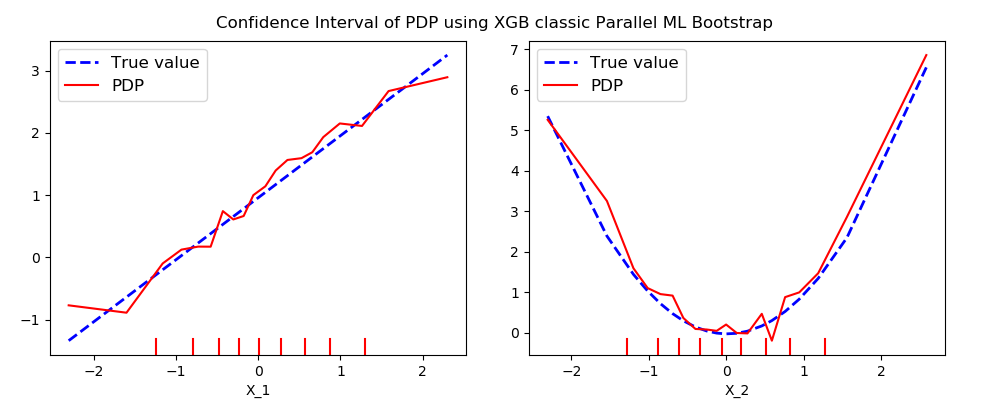 Confidence Interval of PDP using XGB classic Parallel ML Bootstrap
True value
PDP
3
2
1
0
−1
−2 −1 0 1 2
X_1
True value
PDP
7
6
5
4
3
2
1
0
−2 −1 0 1 2
X_2